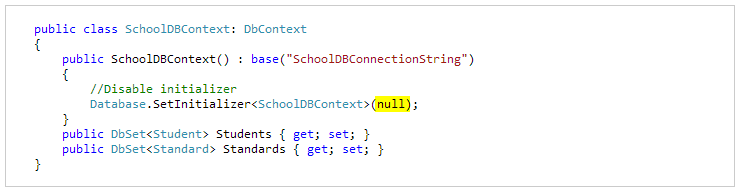 public class SchoolDBContext: DbContext
{
    public SchoolDBContext() : base("SchoolDBConnectionString")
    {
        //Disable initializer
        Database.SetInitializer<SchoolDBContext>(null);
    }
    public DbSet<Student> Students { get; set; }
    public DbSet<Standard> Standards { get; set; }
}